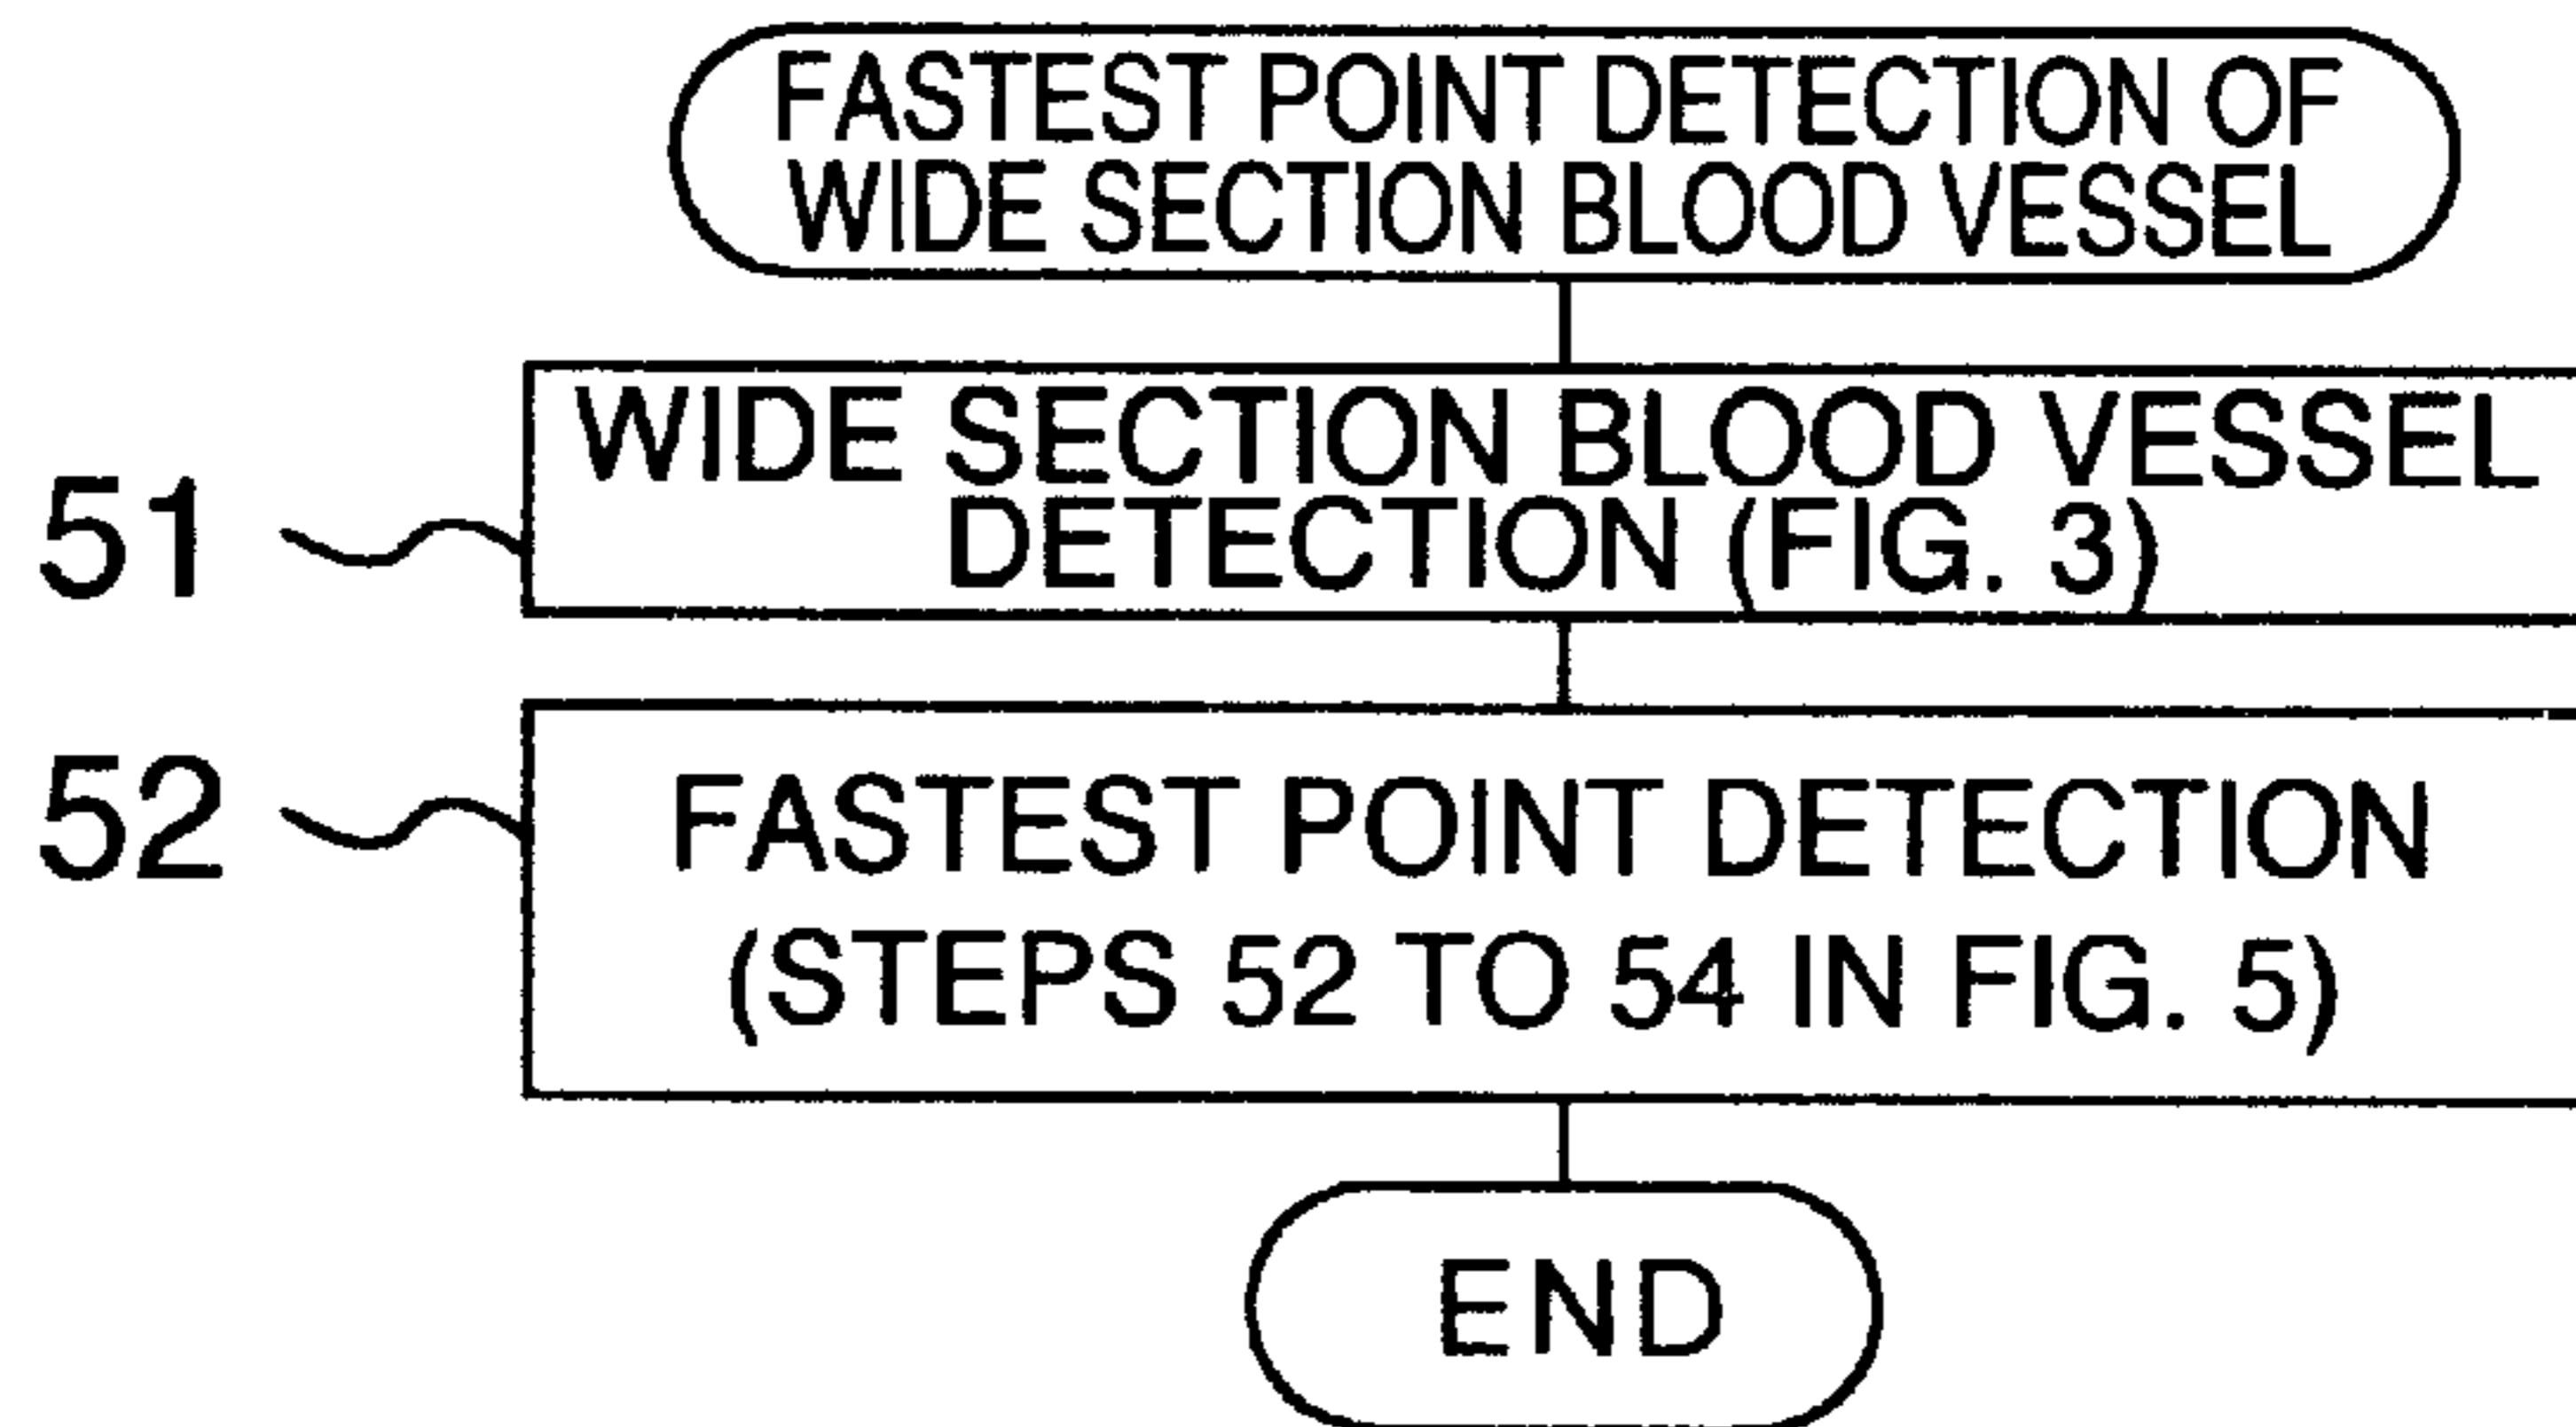 FASTEST POINT DETECTION OF
WIDE SECTION BLOOD VESSEL
51
WIDE SECTION BLOOD VESSEL
DETECTION (FIG. 3)
52
FASTEST POINT DETECTION
(STEPS 52 TO 54 IN FIG. 5)
END